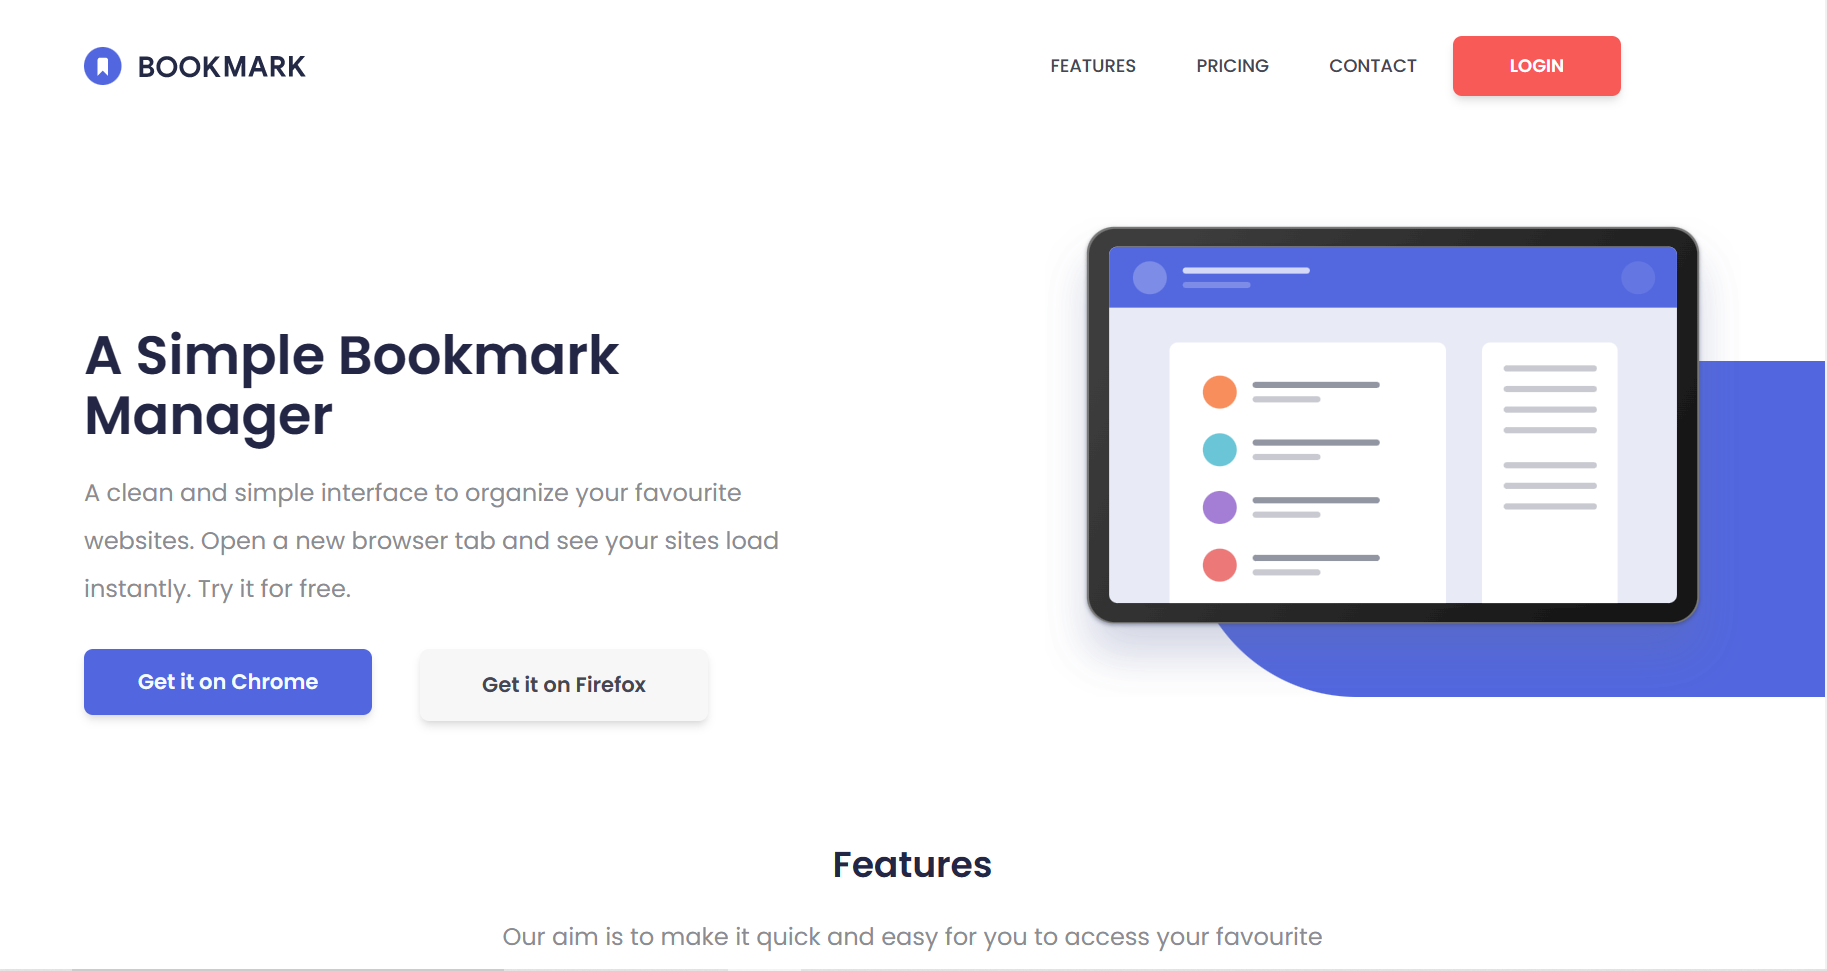 BOOKMARK
FEATURES PRICING CONTACT LOGIN
A Simple Bookmark
Manager
A clean and simple interface to organize your favourite
websites. Open a new browser tab and see your sites load
instantly. Try it for free.
Get it on Chrome
Get it on Firefox
Features
Our aim is to make it quick and easy for you to access your favourite